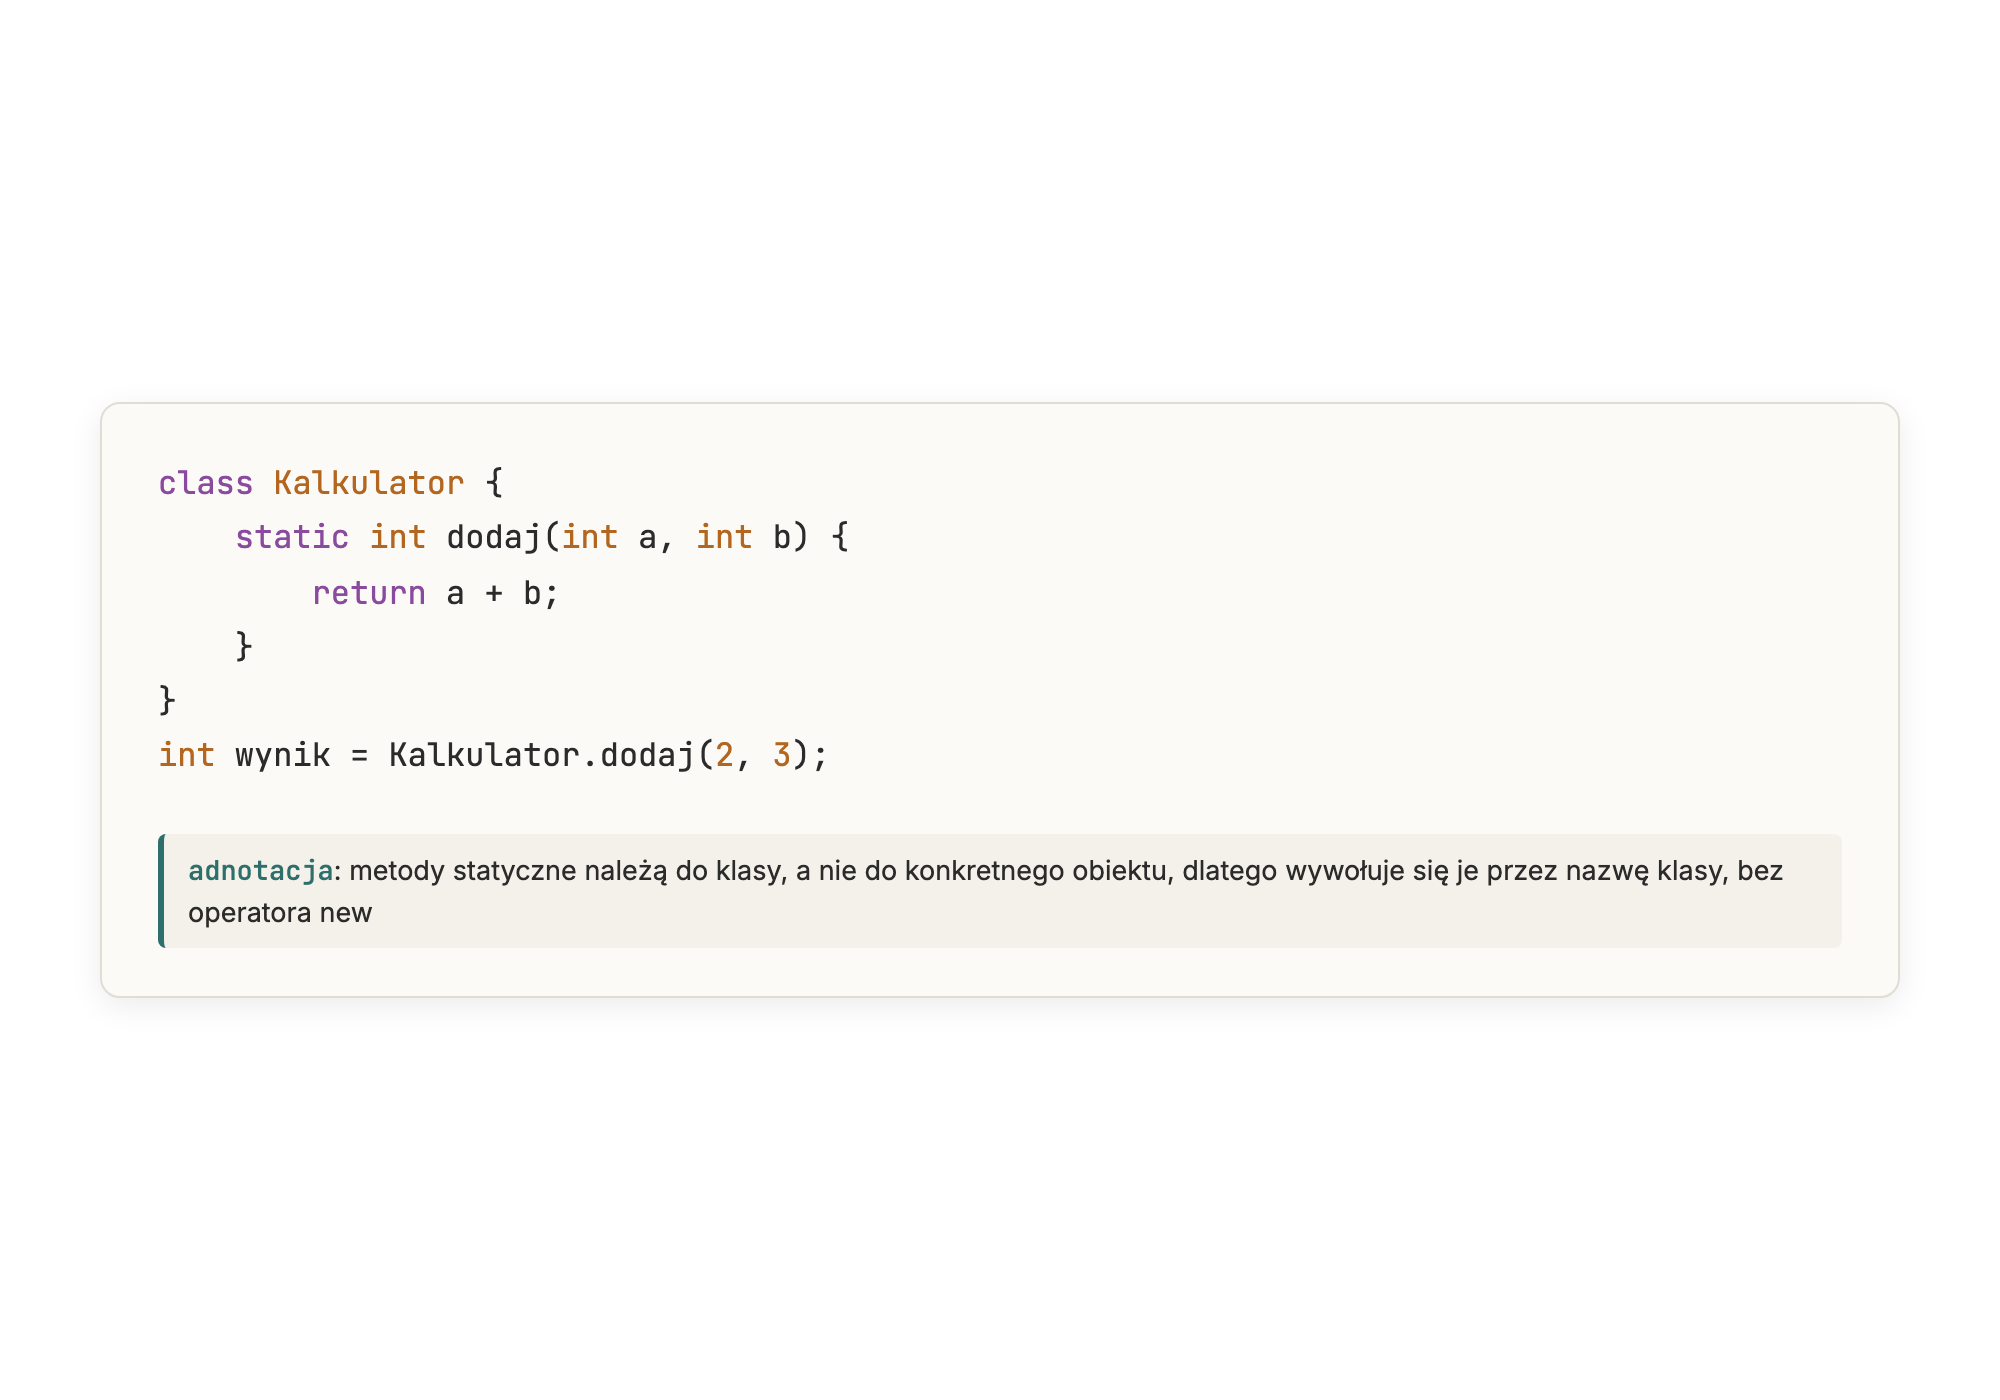 class Kalkulator {
    static int dodaj(int a, int b) {
        return a + b;
    }
}
int wynik = Kalkulator.dodaj(2, 3);
adnotacja: metody statyczne należą do klasy, a nie do konkretnego obiektu, dlatego wywołuje się je przez nazwę klasy, bez
operatora new